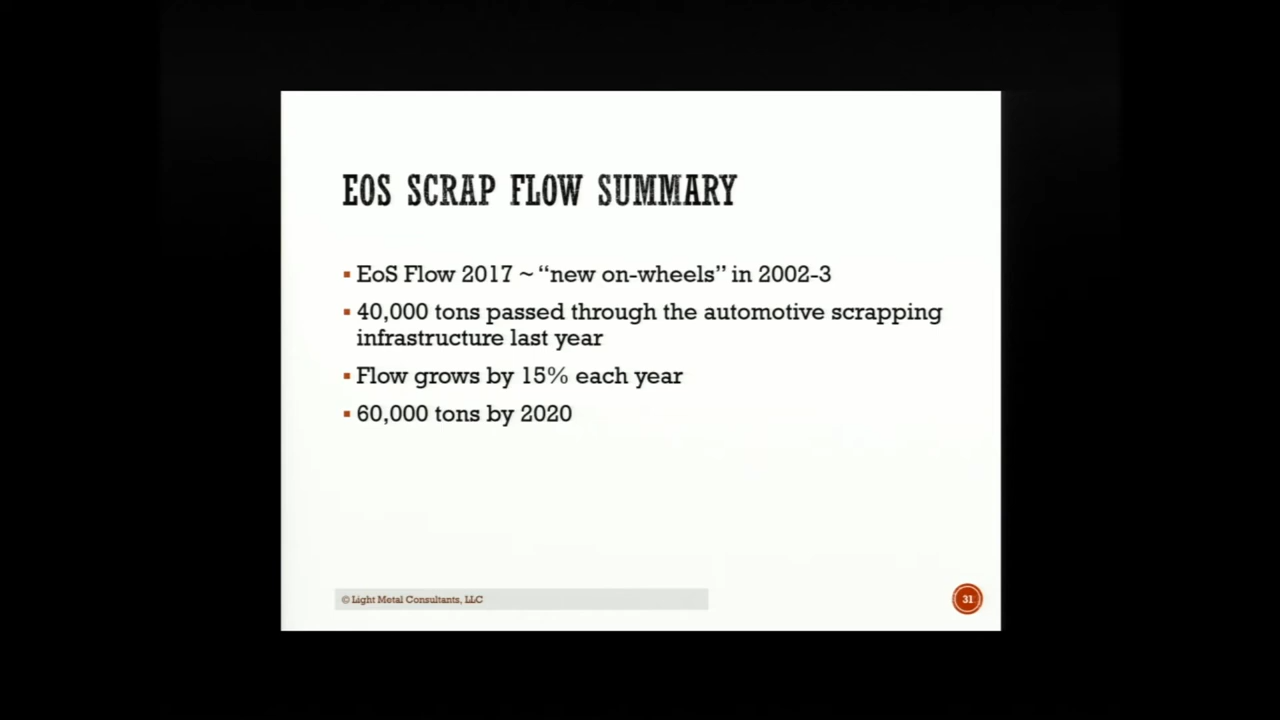 EOS SCRAP FLOW SUMMARY
▪ EoS Flow 2017 ~ “new on-wheels” in 2002-3
▪ 40,000 tons passed through the automotive scrapping
infrastructure last year
▪ Flow grows by 15% each year
▪ 60,000 tons by 2020
© Light Metal Consultants, LLC
31